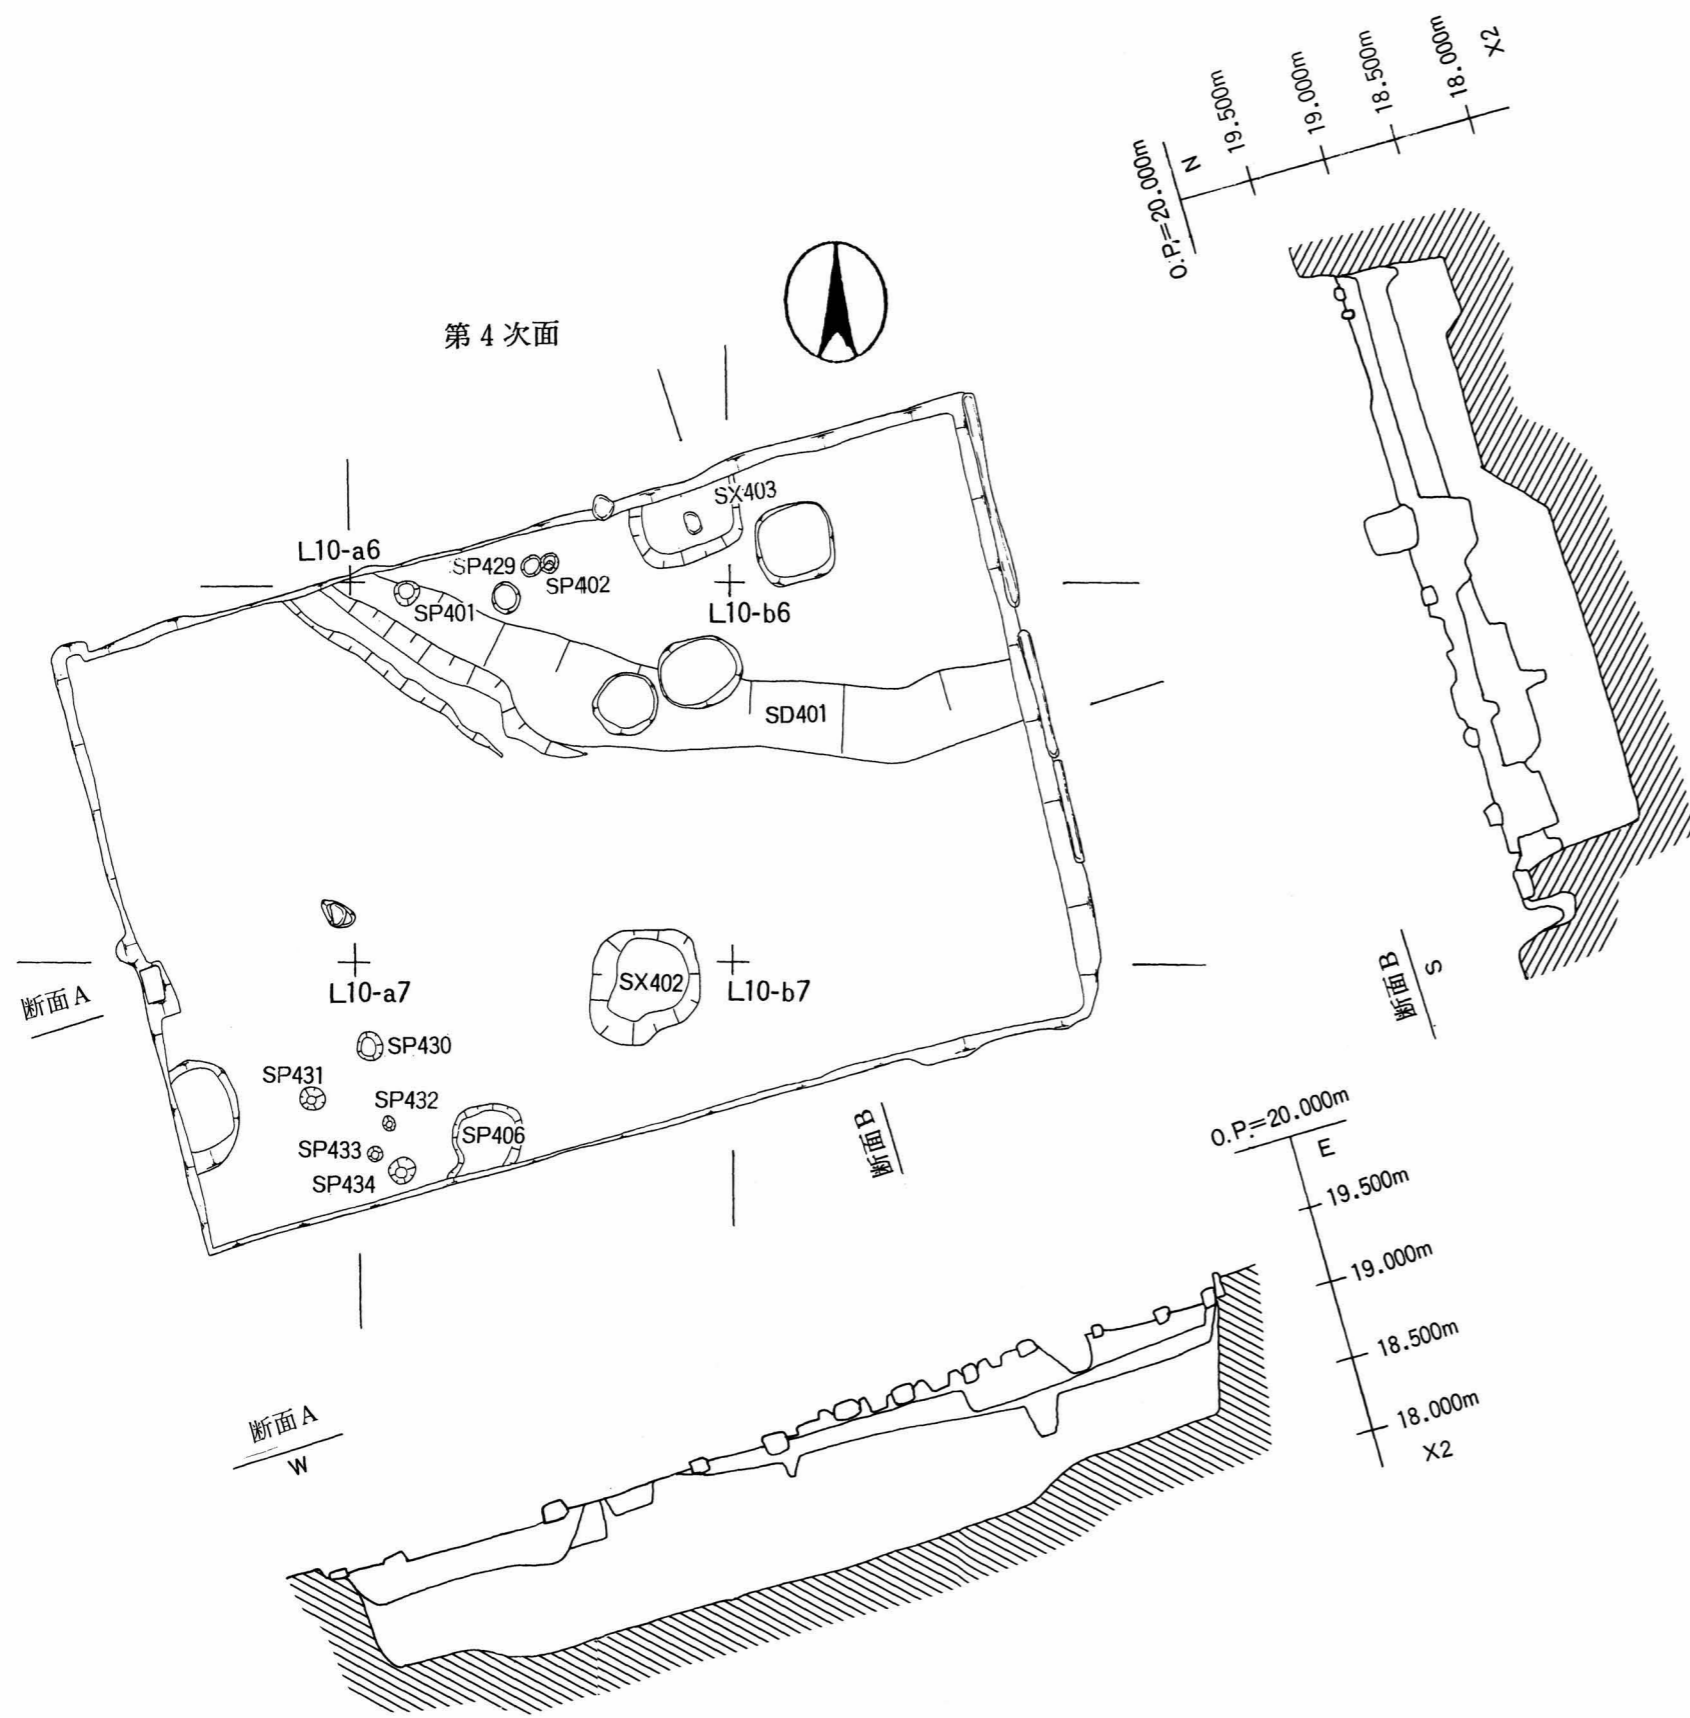 第4次面
O.P.=20.000m
N
19.500m
19.000m
18.500m
18.000m
X2
L10-a6
SX403
SP429
SP402
SP401
L10-b6
SD401
断面A
L10-a7
SX402
L10-b7
SP430
SP431
SP432
SP433
SP434
SP406
断面B
断面B
S
O.P.=20.000m
E
19.500m
19.000m
18.500m
18.000m
X2
断面A
W